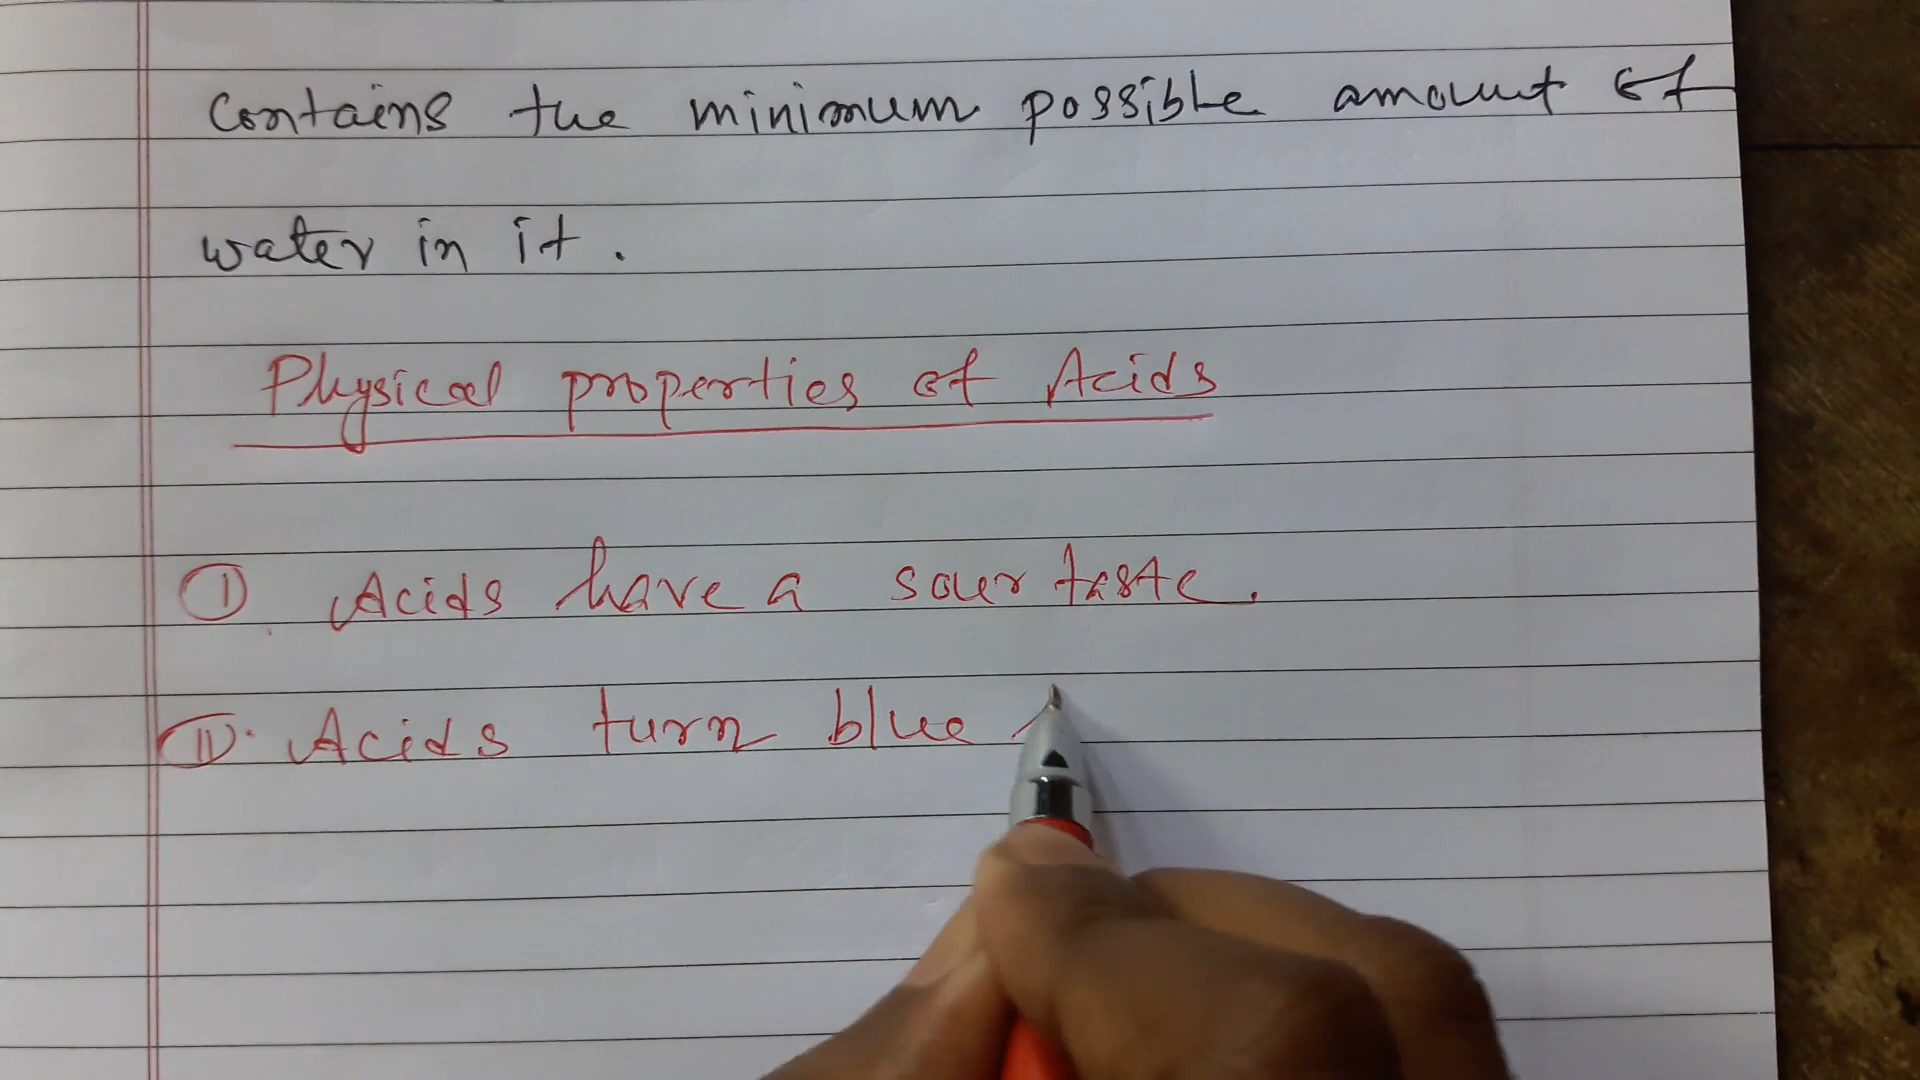 contains the minimum possible amount of
water in it.
Physical properties of Acids
① Acids have a sour taste.
② Acids turn blue